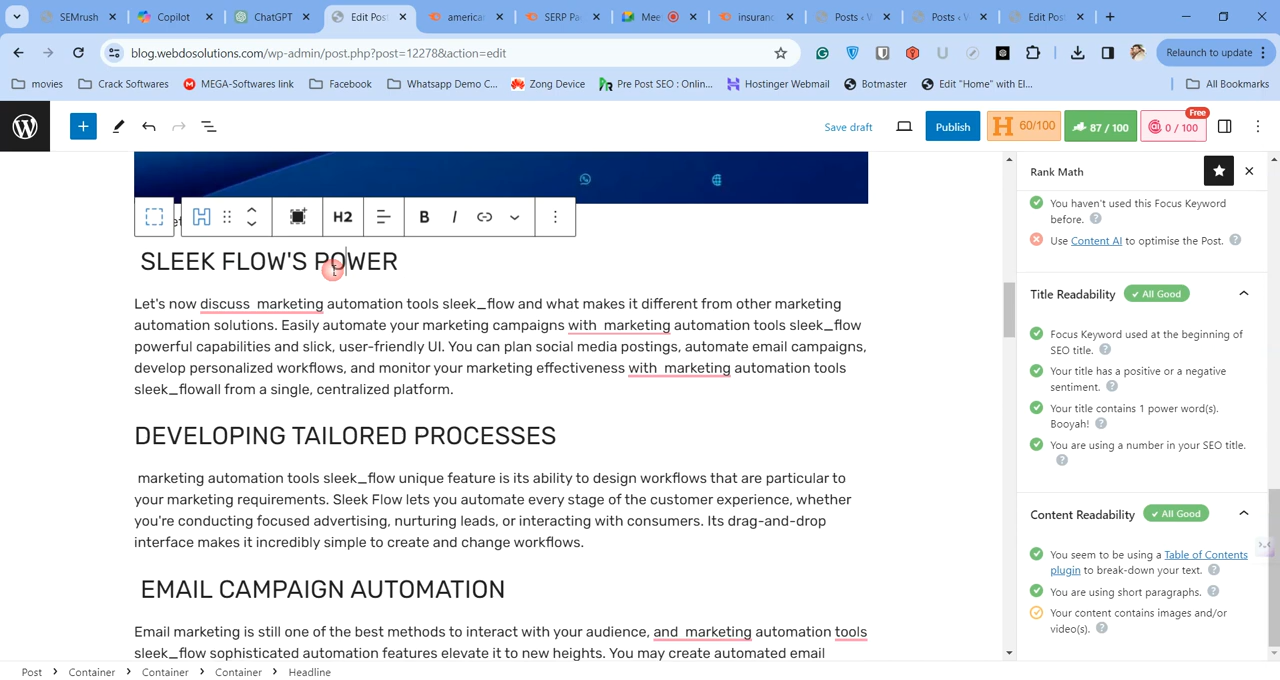 SEMrush
Copilot
ChatGPT
Edit Post
american
SERP Pa
Mee
insuranc
Posts ‹ V
Posts ‹ W
Edit Post
blog.webdosolutions.com/wp-admin/post.php?post=12278&action=edit
Relaunch to update
movies
Crack Softwares
MEGA-Softwares link
Facebook
Whatsapp Demo C...
Zong Device
Pre Post SEO : Onlin...
Hostinger Webmail
Botmaster
Edit "Home" with El...
All Bookmarks
Save draft
Publish
60/100
87 / 100
0 / 100
Free
H2
B
I
SLEEK FLOW'S POWER
Let's now discuss  marketing automation tools sleek_flow and what makes it different from other marketing
automation solutions. Easily automate your marketing campaigns with  marketing automation tools sleek_flow
powerful capabilities and slick, user-friendly UI. You can plan social media postings, automate email campaigns,
develop personalized workflows, and monitor your marketing effectiveness with  marketing automation tools
sleek_flowall from a single, centralized platform.
DEVELOPING TAILORED PROCESSES
marketing automation tools sleek_flow unique feature is its ability to design workflows that are particular to
your marketing requirements. Sleek Flow lets you automate every stage of the customer experience, whether
you're conducting focused advertising, nurturing leads, or interacting with consumers. Its drag-and-drop
interface makes it incredibly simple to create and change workflows.
EMAIL CAMPAIGN AUTOMATION
Email marketing is still one of the best methods to interact with your audience, and  marketing automation tools
sleek_flow sophisticated automation features elevate it to new heights. You may create automated email
Rank Math
You haven't used this Focus Keyword
before.
Use Content AI to optimise the Post.
Title Readability
All Good
Focus Keyword used at the beginning of
SEO title.
Your title has a positive or a negative
sentiment.
Your title contains 1 power word(s).
Booyah!
You are using a number in your SEO title.
Content Readability
All Good
You seem to be using a Table of Contents
plugin to break-down your text.
You are using short paragraphs.
Your content contains images and/or
video(s).
Post
Container
Container
Container
Headline